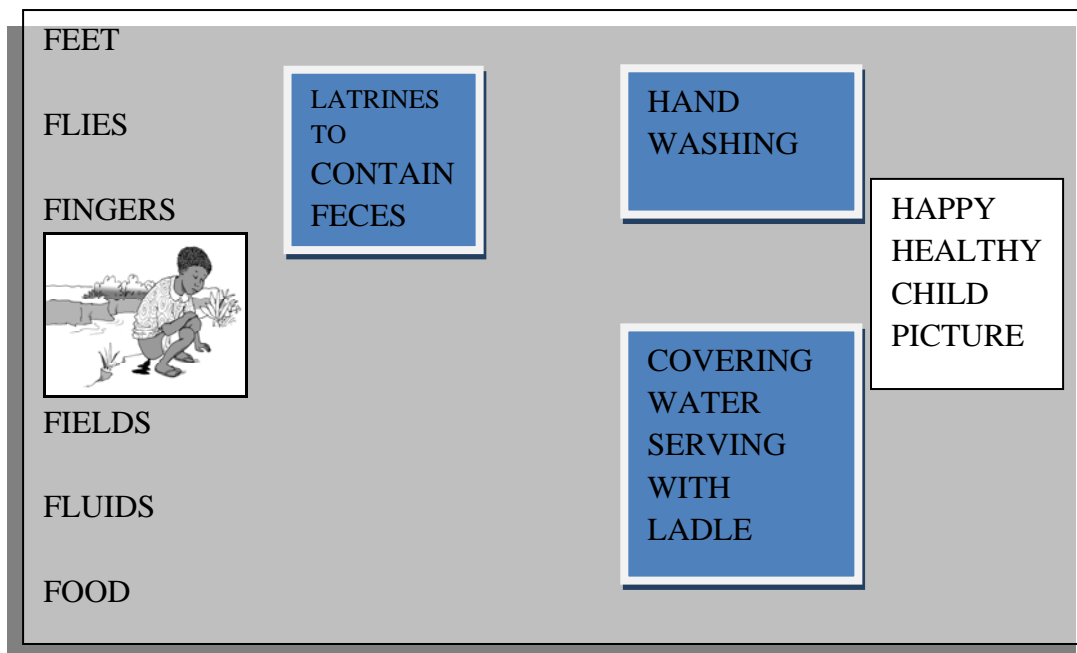 FEET
FLIES
FINGERS
FIELDS
FLUIDS
FOOD
LATRINES
TO
CONTAIN
FECES
HAND
WASHING
COVERING
WATER
SERVING
WITH
LADLE
HAPPY
HEALTHY
CHILD
PICTURE